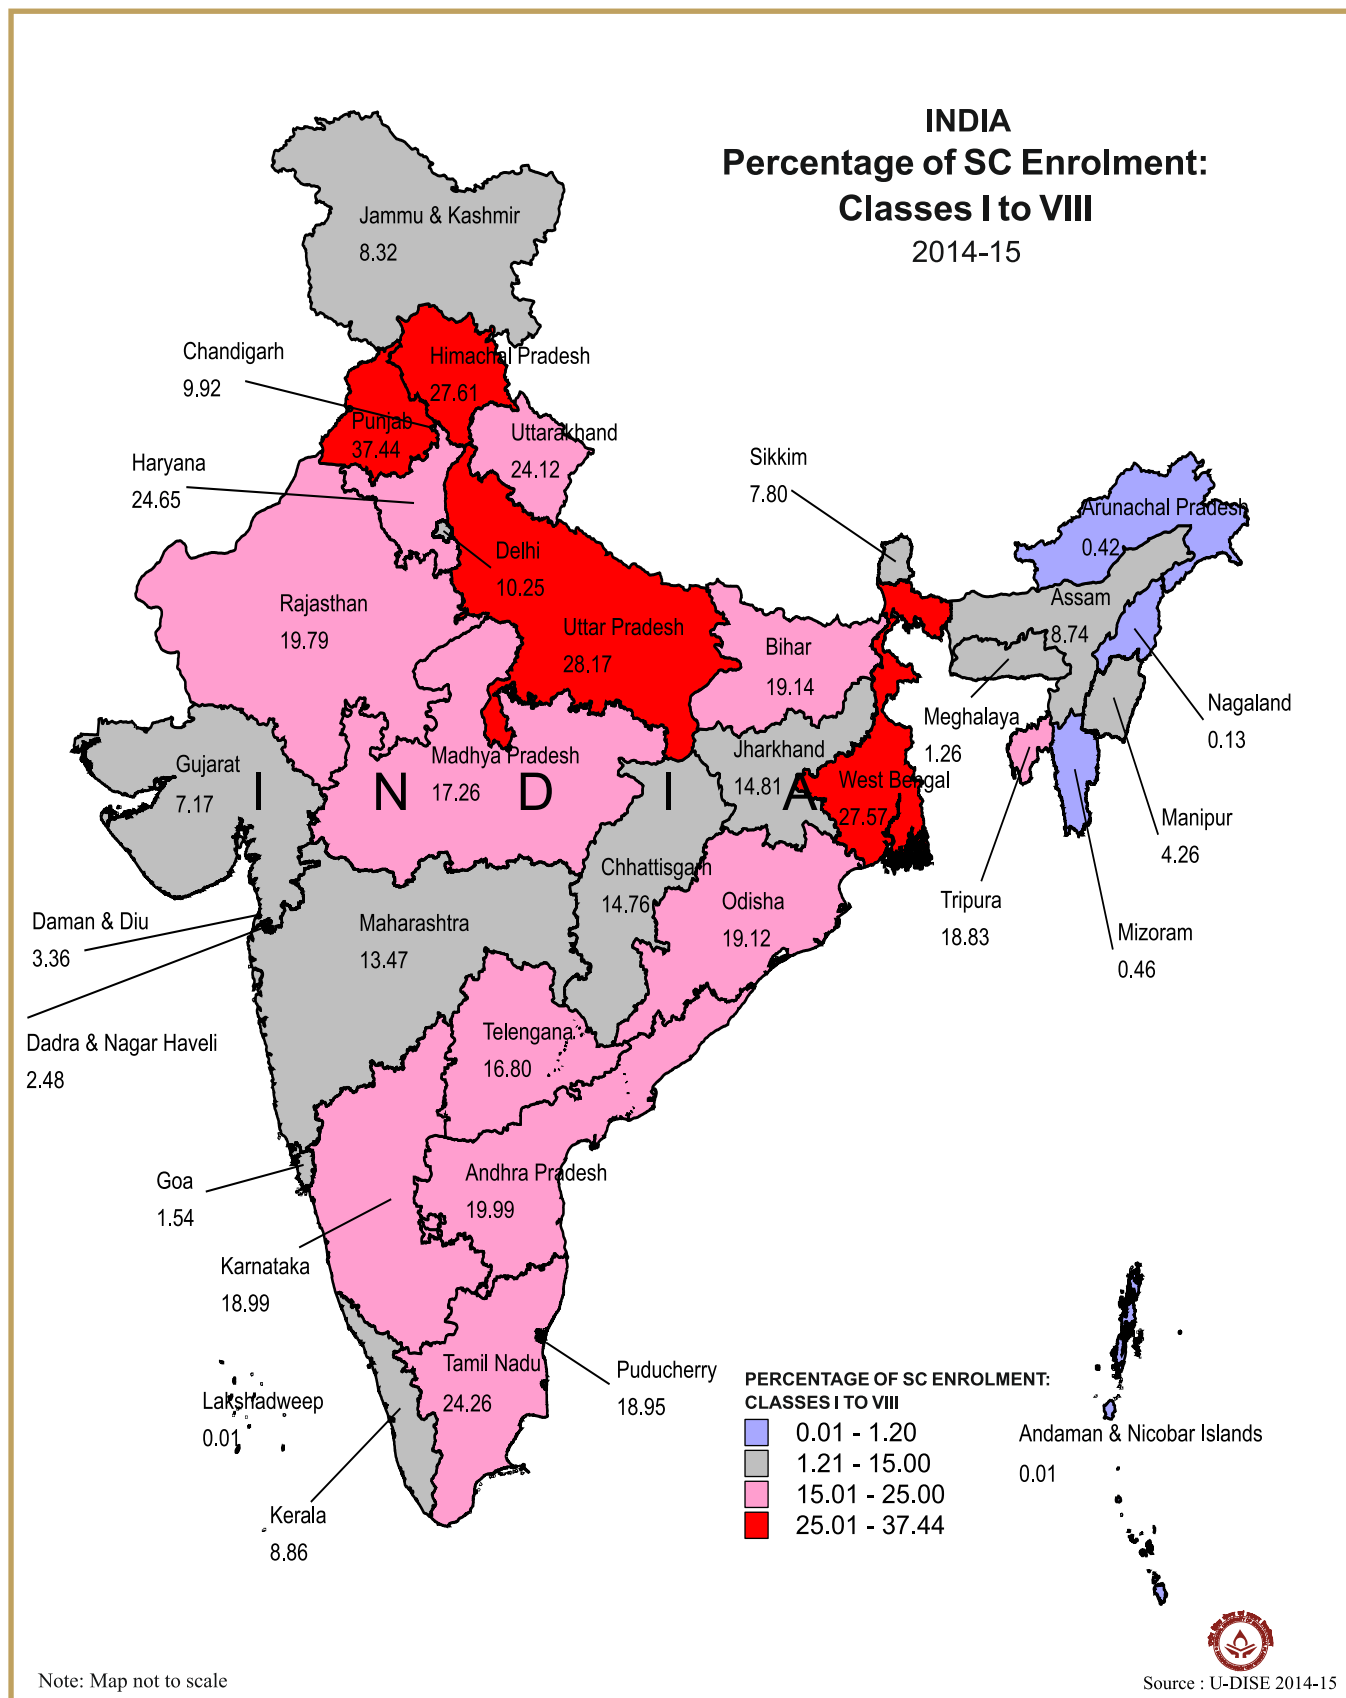 INDIA
Percentage of SC Enrolment:
Classes I to VIII
2014-15
Jammu & Kashmir
8.32
Chandigarh
9.92
Himachal Pradesh
27.61
Punjab
37.44
Uttarakhand
24.12
Haryana
24.65
Sikkim
7.80
Arunachal Pradesh
0.42
Delhi
10.25
Rajasthan
19.79
Uttar Pradesh
28.17
Bihar
19.14
Assam
8.74
Nagaland
0.13
Meghalaya
1.26
Gujarat
7.17
Madhya Pradesh
17.26
Jharkhand
14.81
West Bengal
27.57
I N D I A
Manipur
4.26
Chhattisgarh
14.76
Odisha
19.12
Tripura
18.83
Mizoram
0.46
Daman & Diu
3.36
Maharashtra
13.47
Dadra & Nagar Haveli
2.48
Telengana
16.80
Goa
1.54
Andhra Pradesh
19.99
Karnataka
18.99
Tamil Nadu
24.26
Puducherry
18.95
Lakshadweep
0.01
Kerala
8.86
PERCENTAGE OF SC ENROLMENT:
CLASSES I TO VIII
0.01 - 1.20
1.21 - 15.00
15.01 - 25.00
25.01 - 37.44
Andaman & Nicobar Islands
0.01
Note: Map not to scale
Source : U-DISE 2014-15